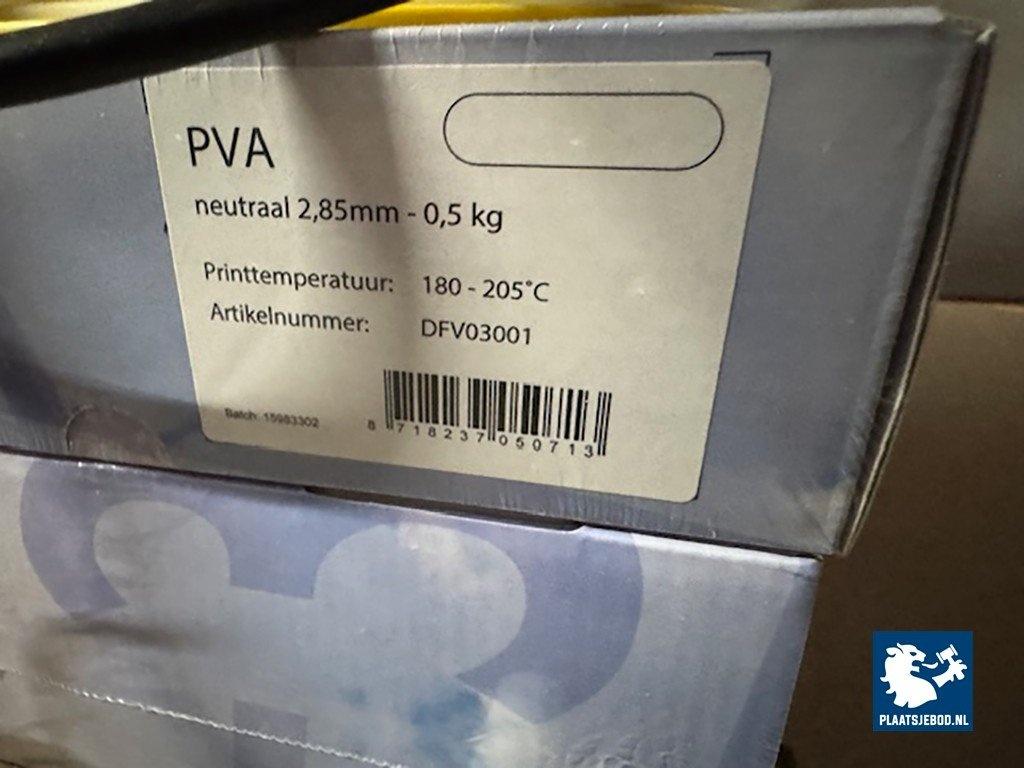 PVA
neutraal 2,85mm - 0,5 kg
Printtemperatuur: 180 - 205°C
Artikelnummer: DFV03001
Batch: 15983302
8 718237 050713
PLAATSJEBOD.NL